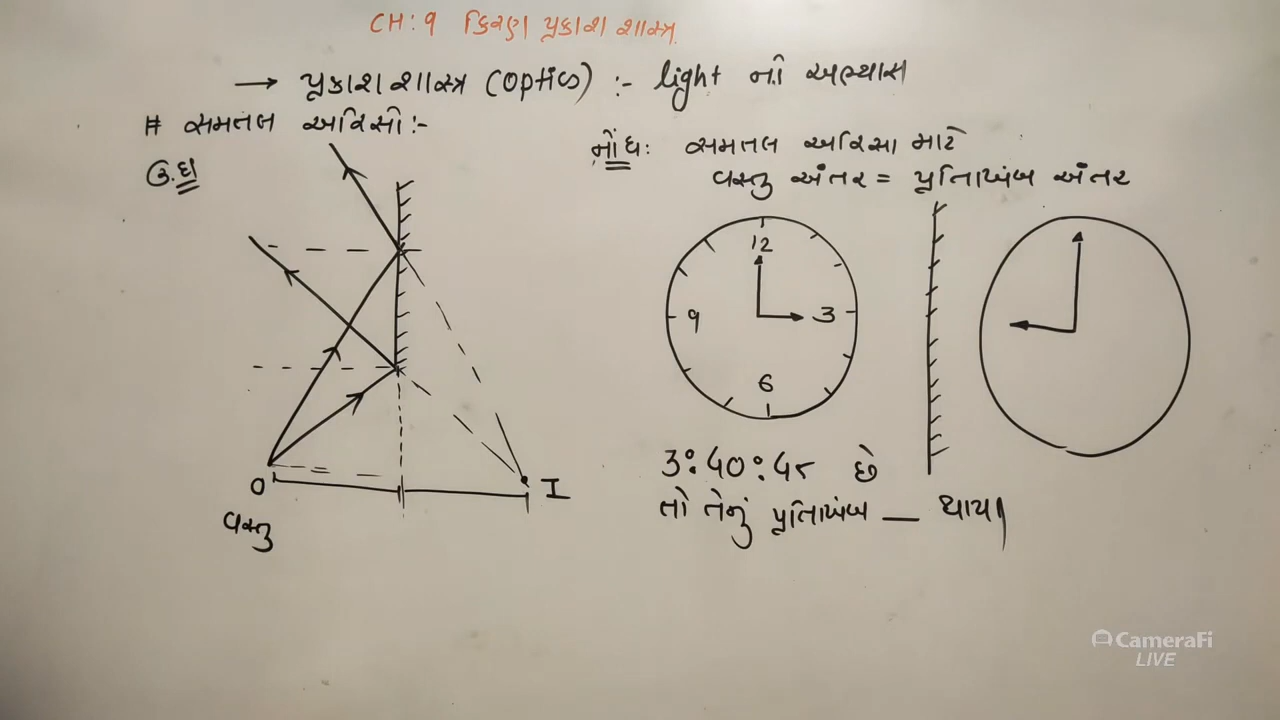 CH: 9 કિરણ પ્રકાશ શાસ્ત્ર
→ પ્રકાશ શાસ્ત્ર (optics) :- light નો અભ્યાસ
# સમતલ અરિસો :-
ઉ.દા
O
I
વસ્તુ
નોંધ: સમતલ અરિસા માટે
વસ્તુ અંતર = પ્રતિબિંબ અંતર
12
9
3
6
3:40:45 છે
તો તેનું પ્રતિબિંબ __ થાય।
CameraFi
LIVE